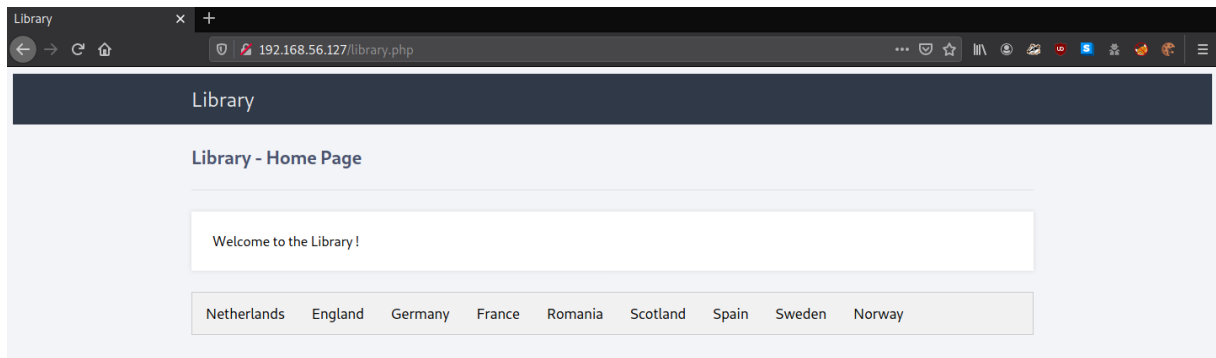 Library
192.168.56.127/library.php
Library
Library - Home Page
Welcome to the Library !
Netherlands England Germany France Romania Scotland Spain Sweden Norway